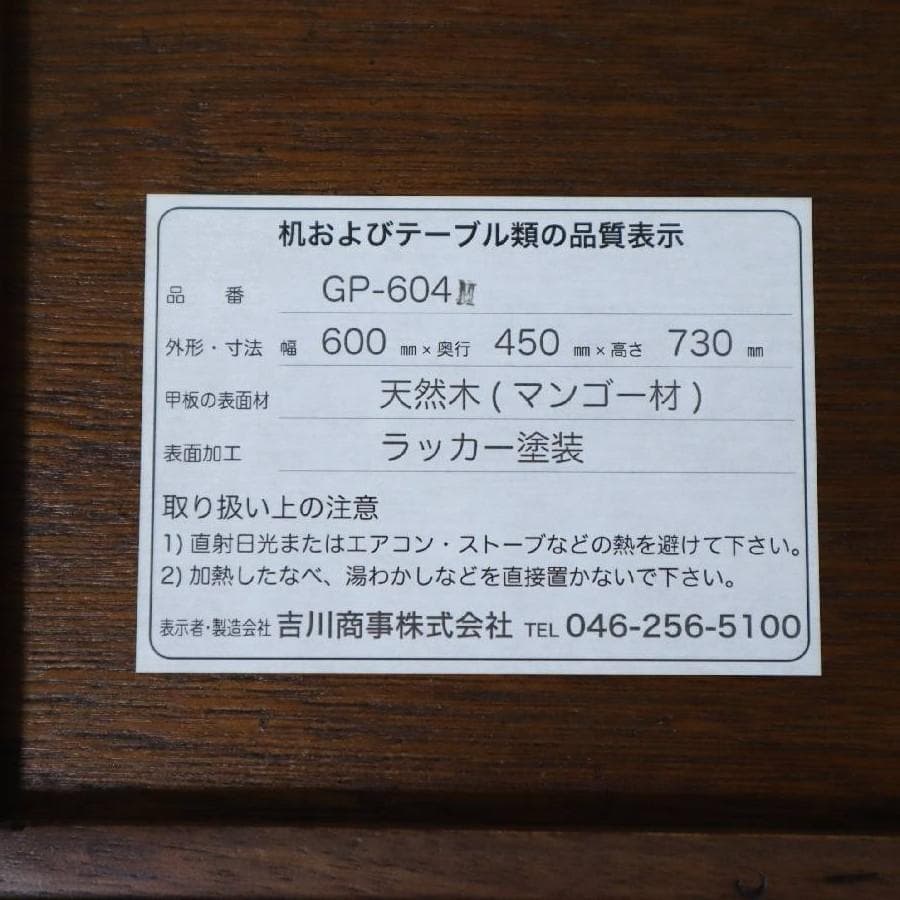 机およびテーブル類の品質表示
品 番 GP-604M
外形・寸法 幅 600 ㎜×奥行 450 ㎜×高さ 730 ㎜
甲板の表面材 天然木(マンゴー材)
表面加工 ラッカー塗装
取り扱い上の注意
1) 直射日光またはエアコン・ストーブなどの熱を避けて下さい。
2) 加熱したなべ、湯わかしなどを直接置かないで下さい。
表示者・製造会社 吉川商事株式会社 TEL 046-256-5100